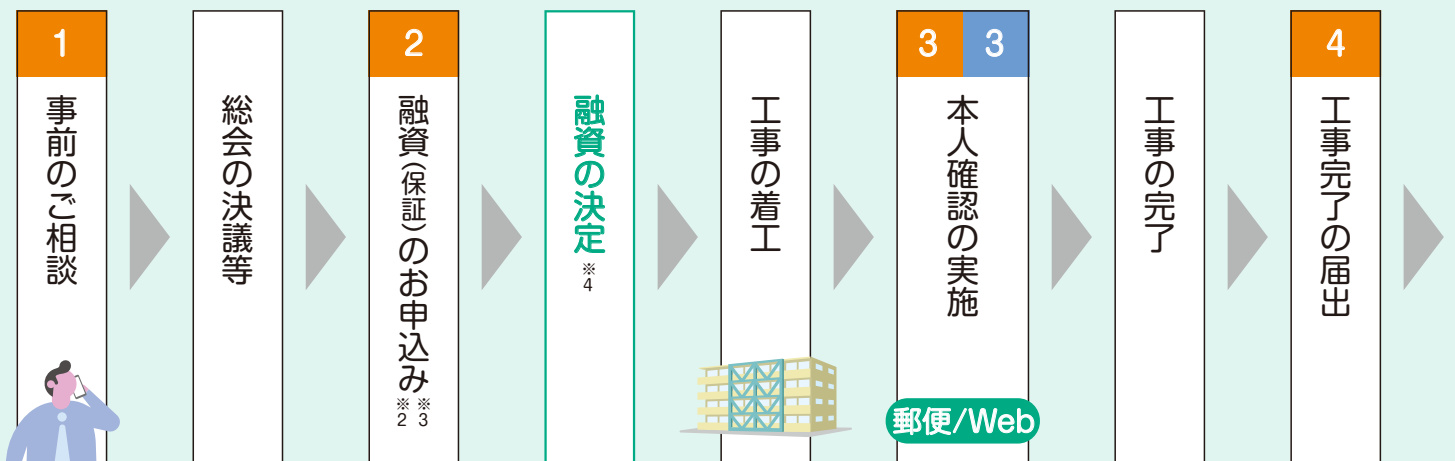 1
事前のご相談
総会の決議等
2
融資(保証)のお申込み※2※3
融資の決定※4
工事の着工
3 3
本人確認の実施
郵便/Web
工事の完了
4
工事完了の届出